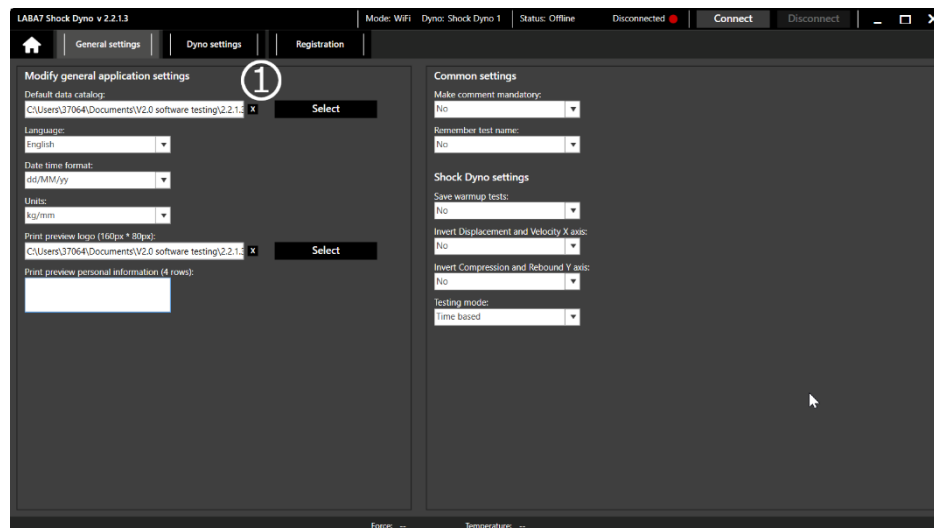 LABA7 Shock Dyno v 2.2.1.3 Mode: WiFi Dyno: Shock Dyno 1 Status: Offline Disconnected Connect Disconnect
General settings Dyno settings Registration
1
Modify general application settings
Default data catalog:
C:\Users\37064\Documents\V2.0 software testing\2.2.1.3 X Select
Language:
English
Date time format:
dd/MM/yy
Units:
kg/mm
Print preview logo (160px * 80px):
C:\Users\37064\Documents\V2.0 software testing\2.2.1.3 X Select
Print preview personal information (4 rows):
Common settings
Make comment mandatory:
No
Remember test name:
No
Shock Dyno settings
Save warmup tests:
No
Invert Displacement and Velocity X axis:
No
Invert Compression and Rebound Y axis:
No
Testing mode:
Time based
Force: -- Temperature: --